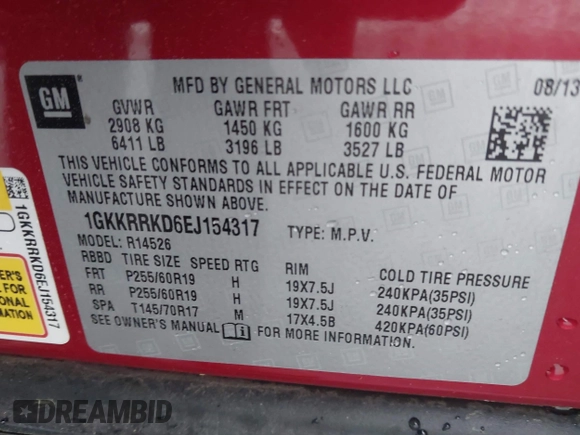 GM
MFD BY GENERAL MOTORS LLC 08/13
GVWR GAWR FRT GAWR RR
2908 KG 1450 KG 1600 KG
6411 LB 3196 LB 3527 LB
THIS VEHICLE CONFORMS TO ALL APPLICABLE U.S. FEDERAL MOTOR
VEHICLE SAFETY STANDARDS IN EFFECT ON THE DATE OF
MANUFACTURE SHOWN ABOVE.
1GKKRRKD6EJ154317 TYPE: M.P.V.
MODEL: R14526
RBBD TIRE SIZE SPEED RTG RIM COLD TIRE PRESSURE
FRT P255/60R19 H 19X7.5J 240KPA(35PSI)
RR P255/60R19 H 19X7.5J 240KPA(35PSI)
SPA T145/70R17 M 17X4.5B 420KPA(60PSI)
SEE OWNER'S MANUAL FOR MORE INFORMATION.
1GKKRRKD6EJ154317
ER'S
FOR
ONAL
TION
DREAMBID